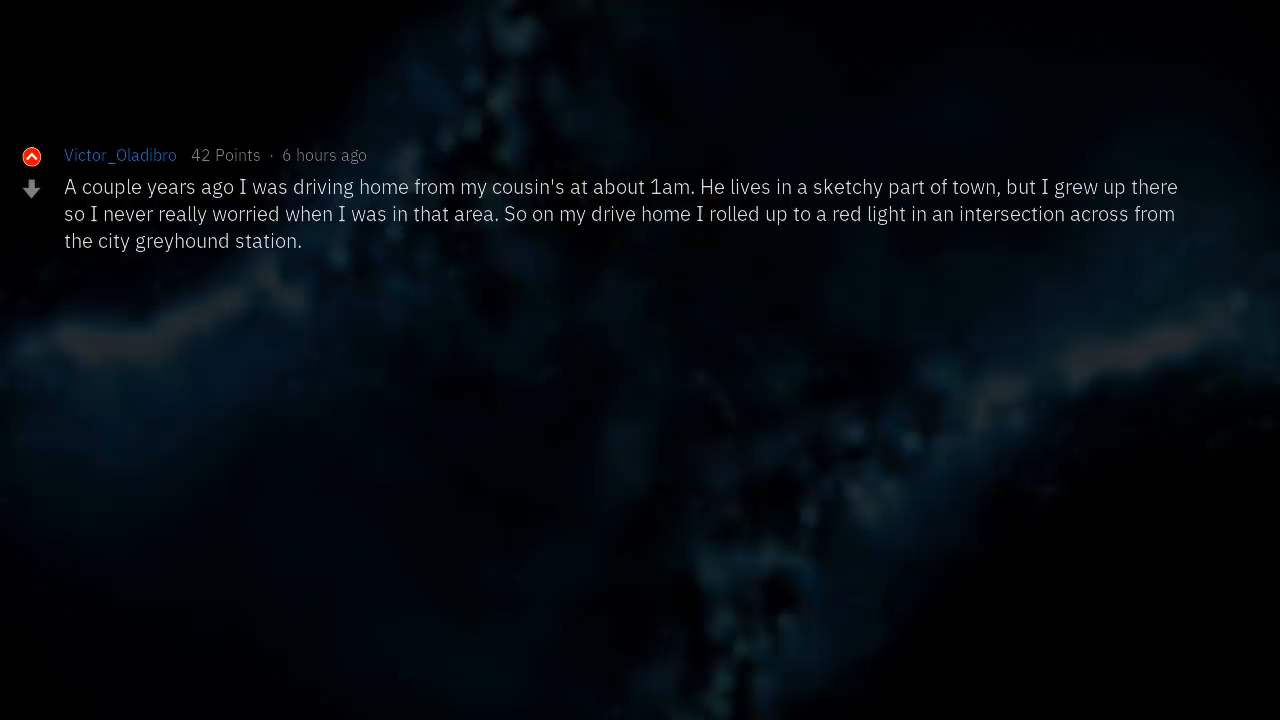 Victor_Oladibro 42 Points · 6 hours ago
A couple years ago I was driving home from my cousin's at about 1am. He lives in a sketchy part of town, but I grew up there
so I never really worried when I was in that area. So on my drive home I rolled up to a red light in an intersection across from
the city greyhound station.